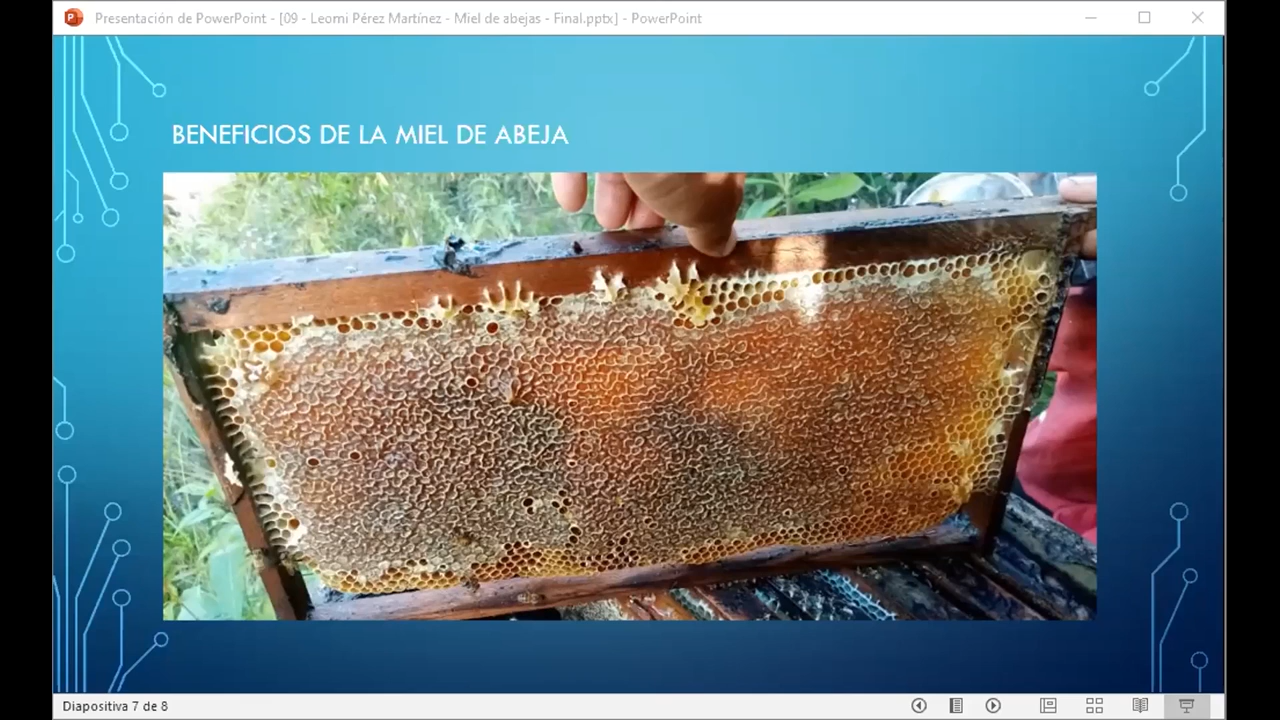 Presentación de PowerPoint - [09 - Leomi Pérez Martínez - Miel de abejas - Final.pptx] - PowerPoint
BENEFICIOS DE LA MIEL DE ABEJA
Diapositiva 7 de 8